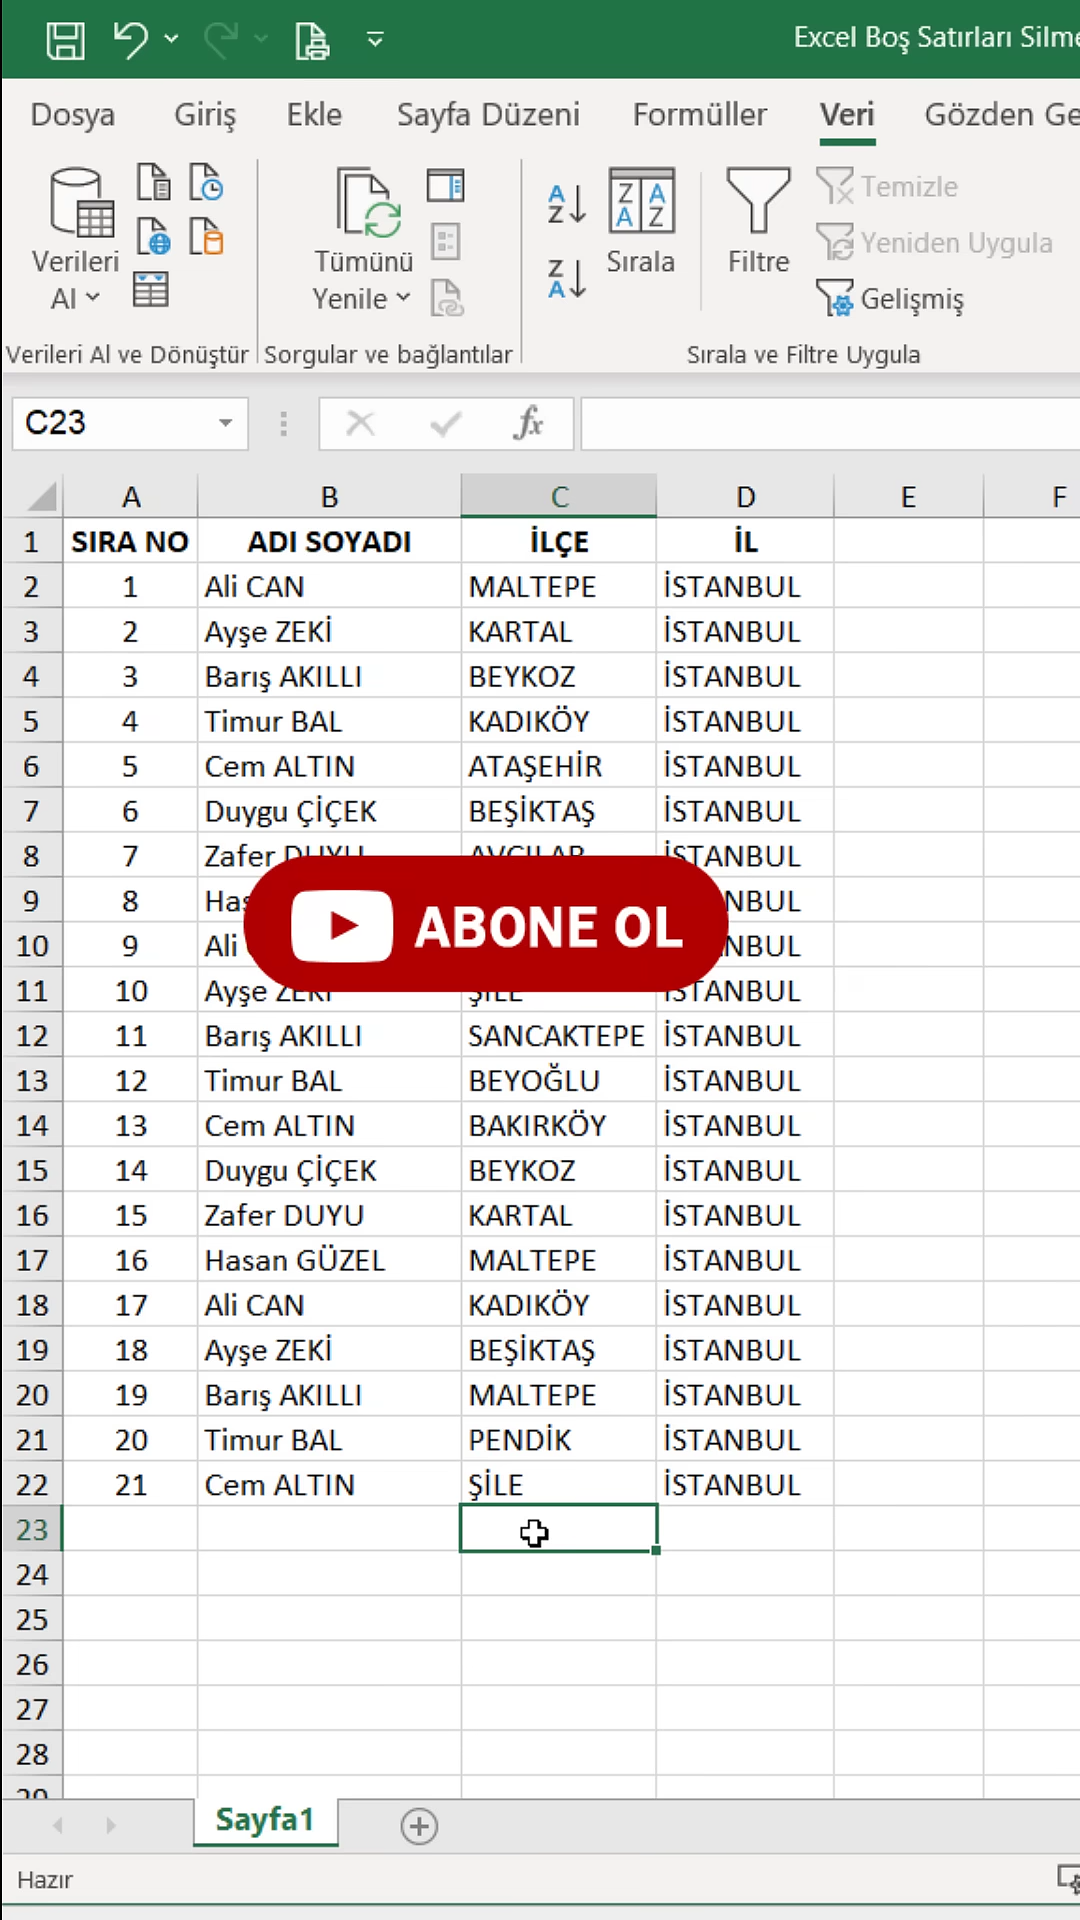 Excel Boş Satırları Silme
Dosya Giriş Ekle Sayfa Düzeni Formüller Veri Gözden Ge
Verileri Al
Tümünü Yenile
A Z
Z A
Z A A Z
Sırala
Filtre
Temizle
Yeniden Uygula
Gelişmiş
Verileri Al ve Dönüştür Sorgular ve bağlantılar Sırala ve Filtre Uygula
C23 fx
A B C D E F
1 SIRA NO ADI SOYADI İLÇE İL
2 1 Ali CAN MALTEPE İSTANBUL
3 2 Ayşe ZEKİ KARTAL İSTANBUL
4 3 Barış AKILLI BEYKOZ İSTANBUL
5 4 Timur BAL KADIKÖY İSTANBUL
6 5 Cem ALTIN ATAŞEHİR İSTANBUL
7 6 Duygu ÇİÇEK BEŞİKTAŞ İSTANBUL
8 7 Zafer DUYU AVCILAR İSTANBUL
9 8 Has NBUL
10 9 Ali NBUL
ABONE OL
11 10 Ayşe ZEKİ ŞİLE İSTANBUL
12 11 Barış AKILLI SANCAKTEPE İSTANBUL
13 12 Timur BAL BEYOĞLU İSTANBUL
14 13 Cem ALTIN BAKIRKÖY İSTANBUL
15 14 Duygu ÇİÇEK BEYKOZ İSTANBUL
16 15 Zafer DUYU KARTAL İSTANBUL
17 16 Hasan GÜZEL MALTEPE İSTANBUL
18 17 Ali CAN KADIKÖY İSTANBUL
19 18 Ayşe ZEKİ BEŞİKTAŞ İSTANBUL
20 19 Barış AKILLI MALTEPE İSTANBUL
21 20 Timur BAL PENDİK İSTANBUL
22 21 Cem ALTIN ŞİLE İSTANBUL
23
24
25
26
27
28
29
Sayfa1
Hazır